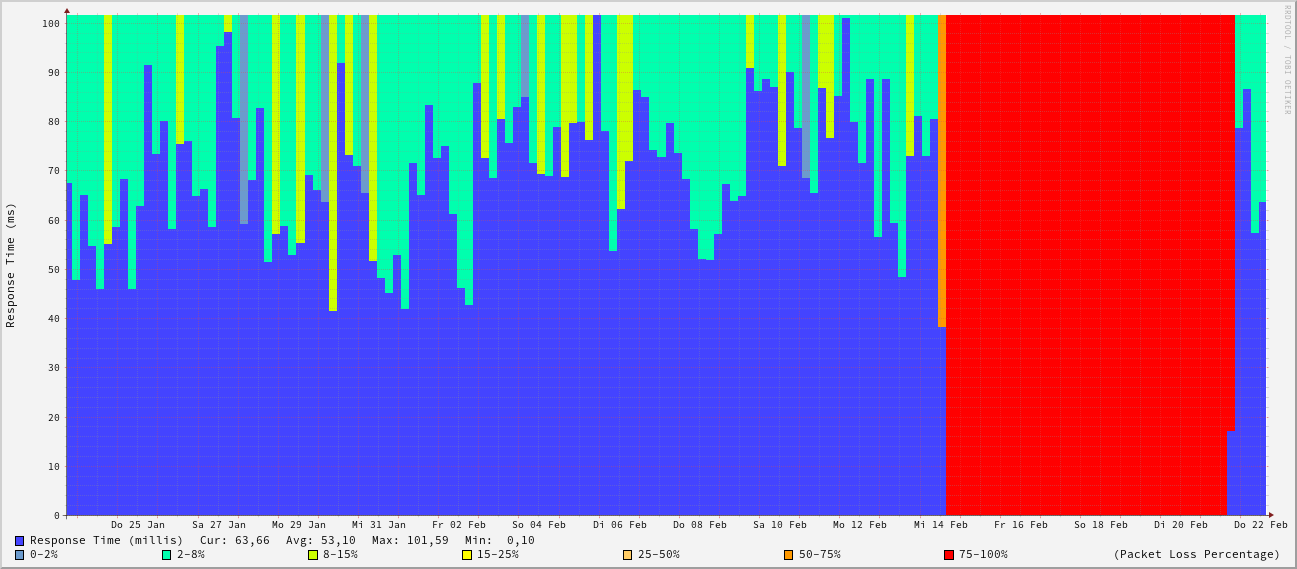 RRDTOOL / TOBI OETIKER
Response Time (ms)
100
90
80
70
60
50
40
30
20
10
0
Do 25 Jan Sa 27 Jan Mo 29 Jan Mi 31 Jan Fr 02 Feb So 04 Feb Di 06 Feb Do 08 Feb Sa 10 Feb Mo 12 Feb Mi 14 Feb Fr 16 Feb So 18 Feb Di 20 Feb Do 22 Feb
Response Time (millis) Cur: 63,66 Avg: 53,10 Max: 101,59 Min: 0,10
0-2% 2-8% 8-15% 15-25% 25-50% 50-75% 75-100% (Packet Loss Percentage)